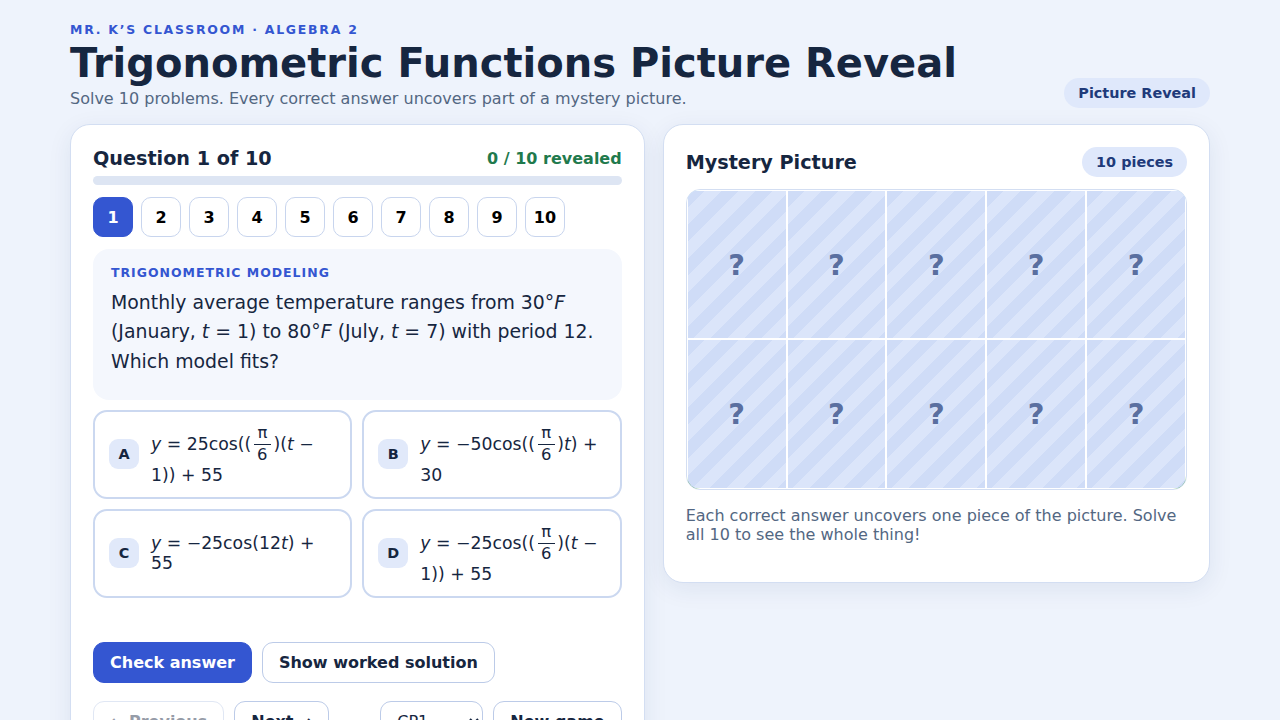 MR. K’S CLASSROOM · ALGEBRA 2
Trigonometric Functions Picture Reveal
Solve 10 problems. Every correct answer uncovers part of a mystery picture.
Picture Reveal
Question 1 of 10
0 / 10 revealed
1 2 3 4 5 6 7 8 9 10
TRIGONOMETRIC MODELING
Monthly average temperature ranges from 30°F
(January, t = 1) to 80°F (July, t = 7) with period 12.
Which model fits?
A y = 25cos((π/6)(t −
1)) + 55
B y = −50cos((π/6)t) +
30
C y = −25cos(12t) +
55
D y = −25cos((π/6)(t −
1)) + 55
Check answer
Show worked solution
Previous
Next
CP1
New game
Mystery Picture
10 pieces
? ? ? ? ?
? ? ? ? ?
Each correct answer uncovers one piece of the picture. Solve
all 10 to see the whole thing!